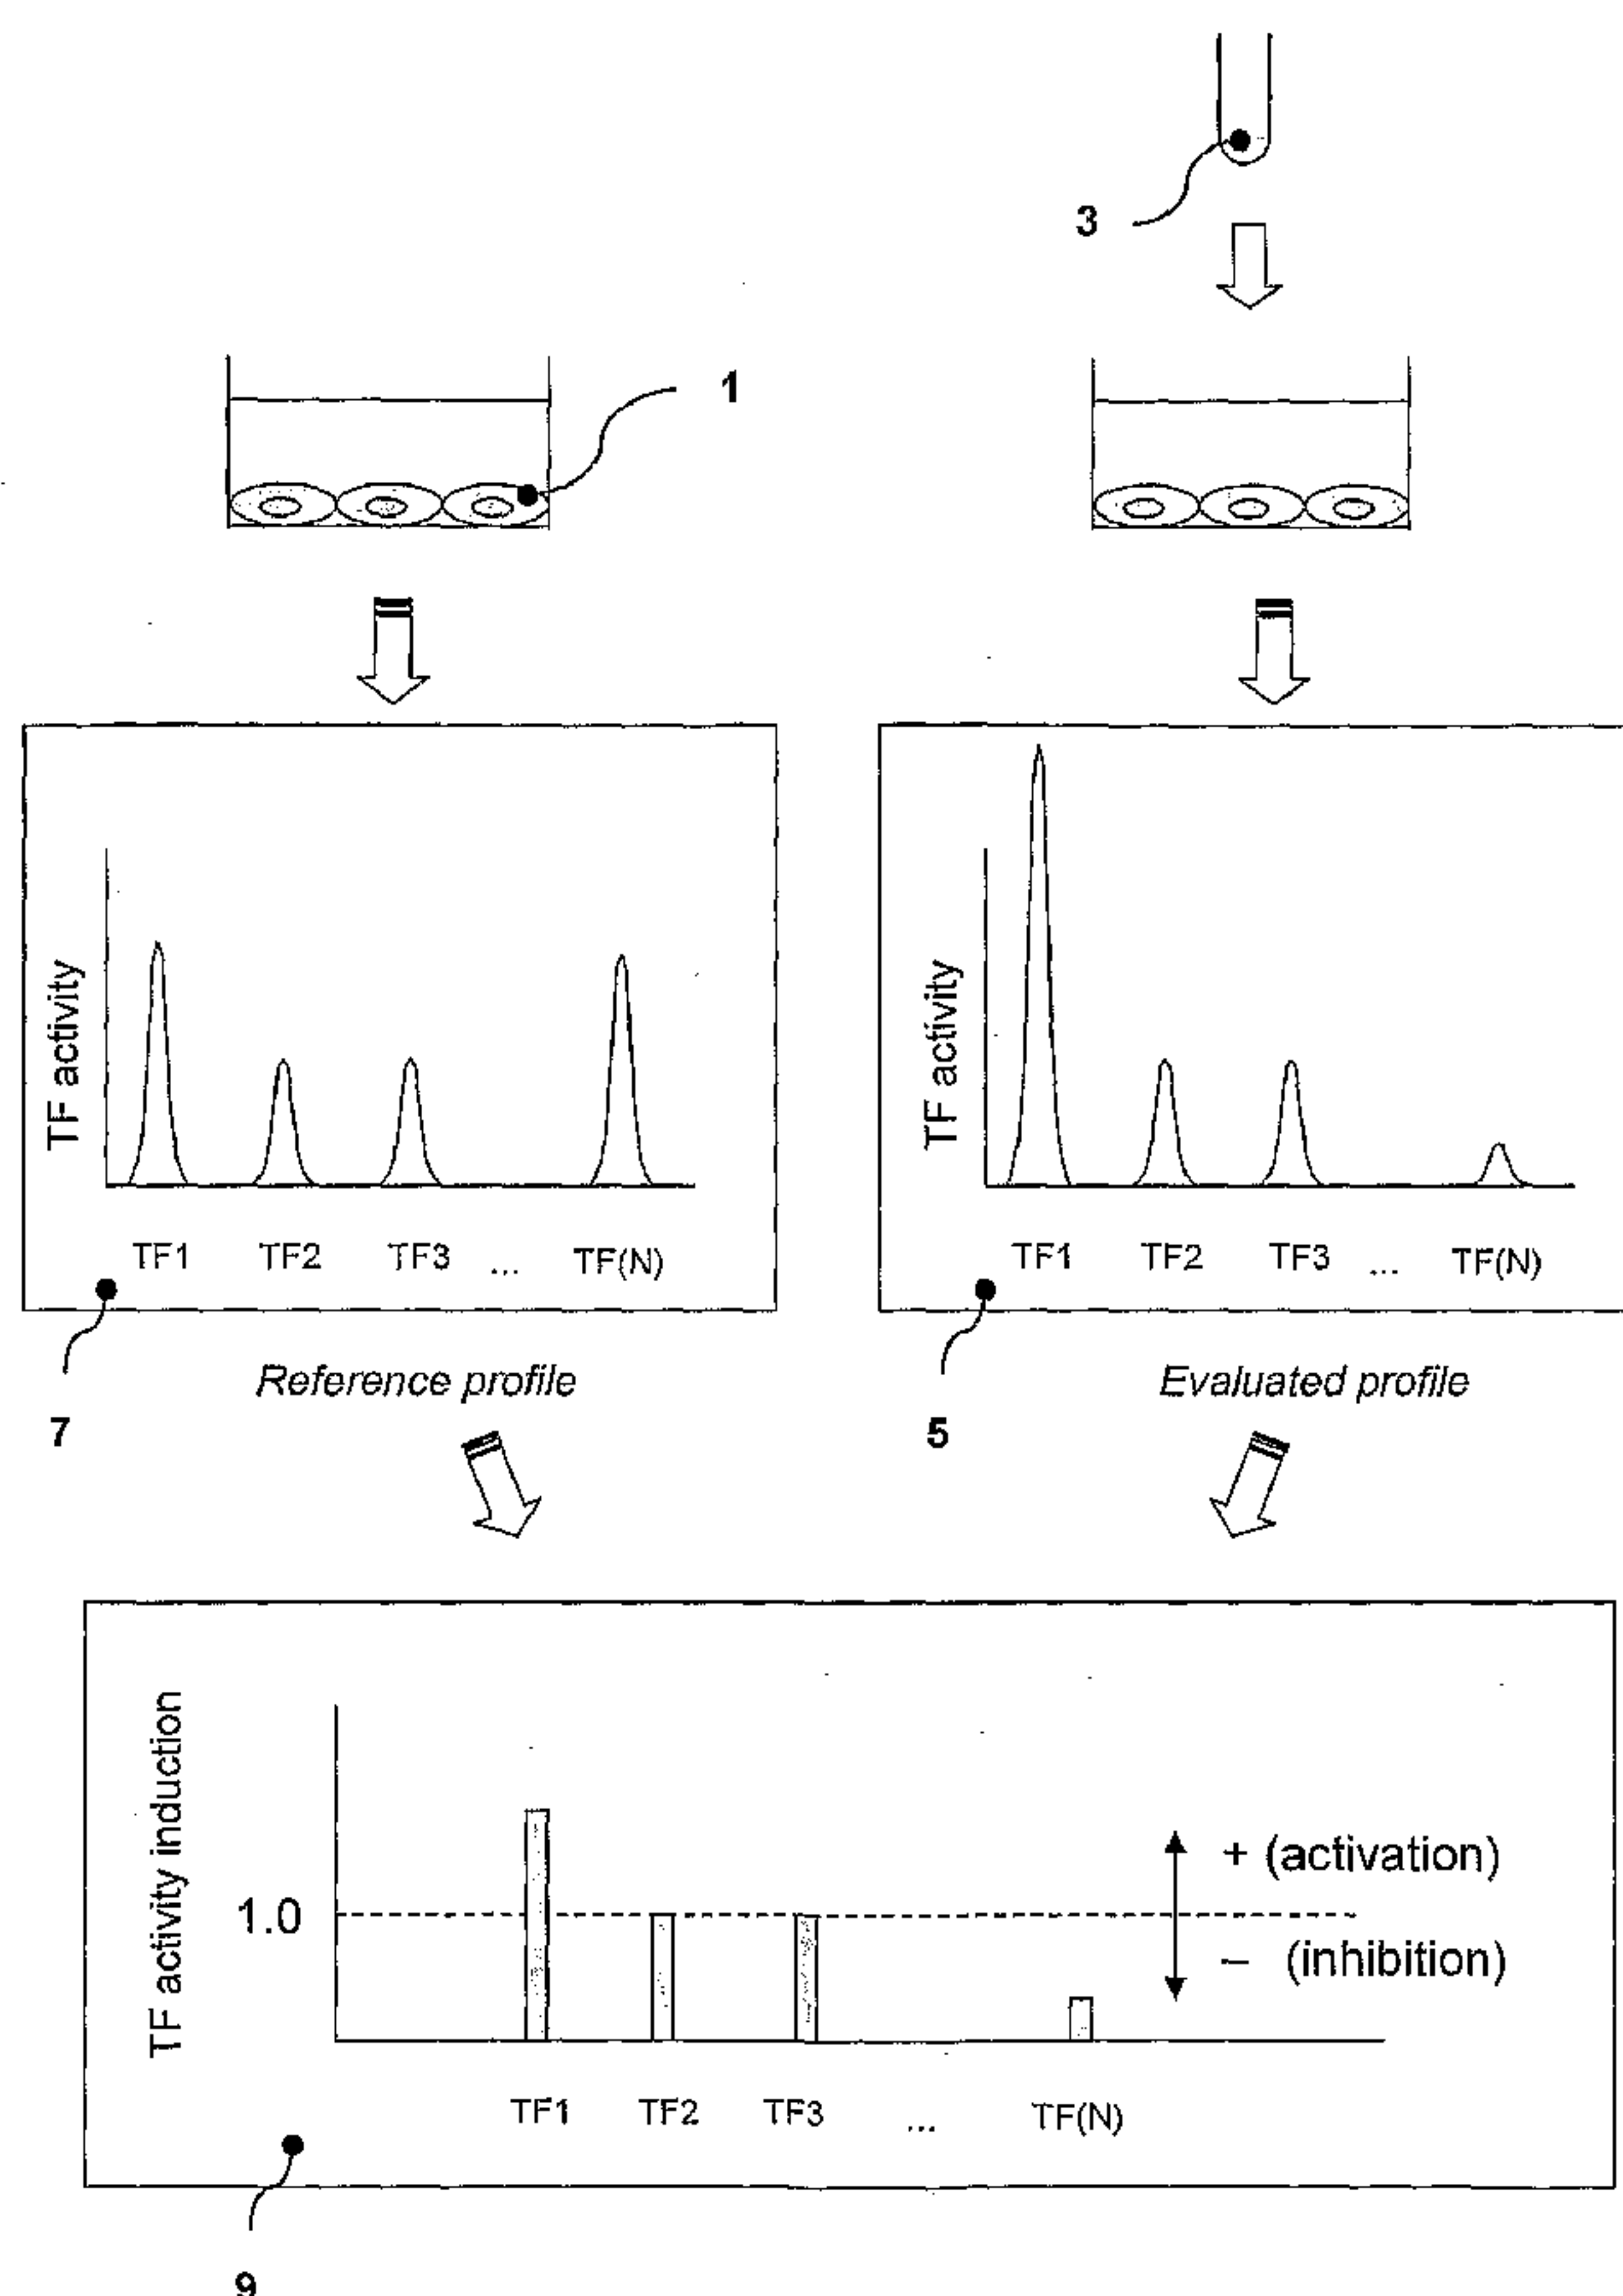 3
1
TF activity
TF1 TF2 TF3 ... TF(N)
7
Reference profile
TF activity
TF1 TF2 TF3 ... TF(N)
5
Evaluated profile
TF activity induction
1.0
+ (activation)
– (inhibition)
TF1 TF2 TF3 ... TF(N)
9